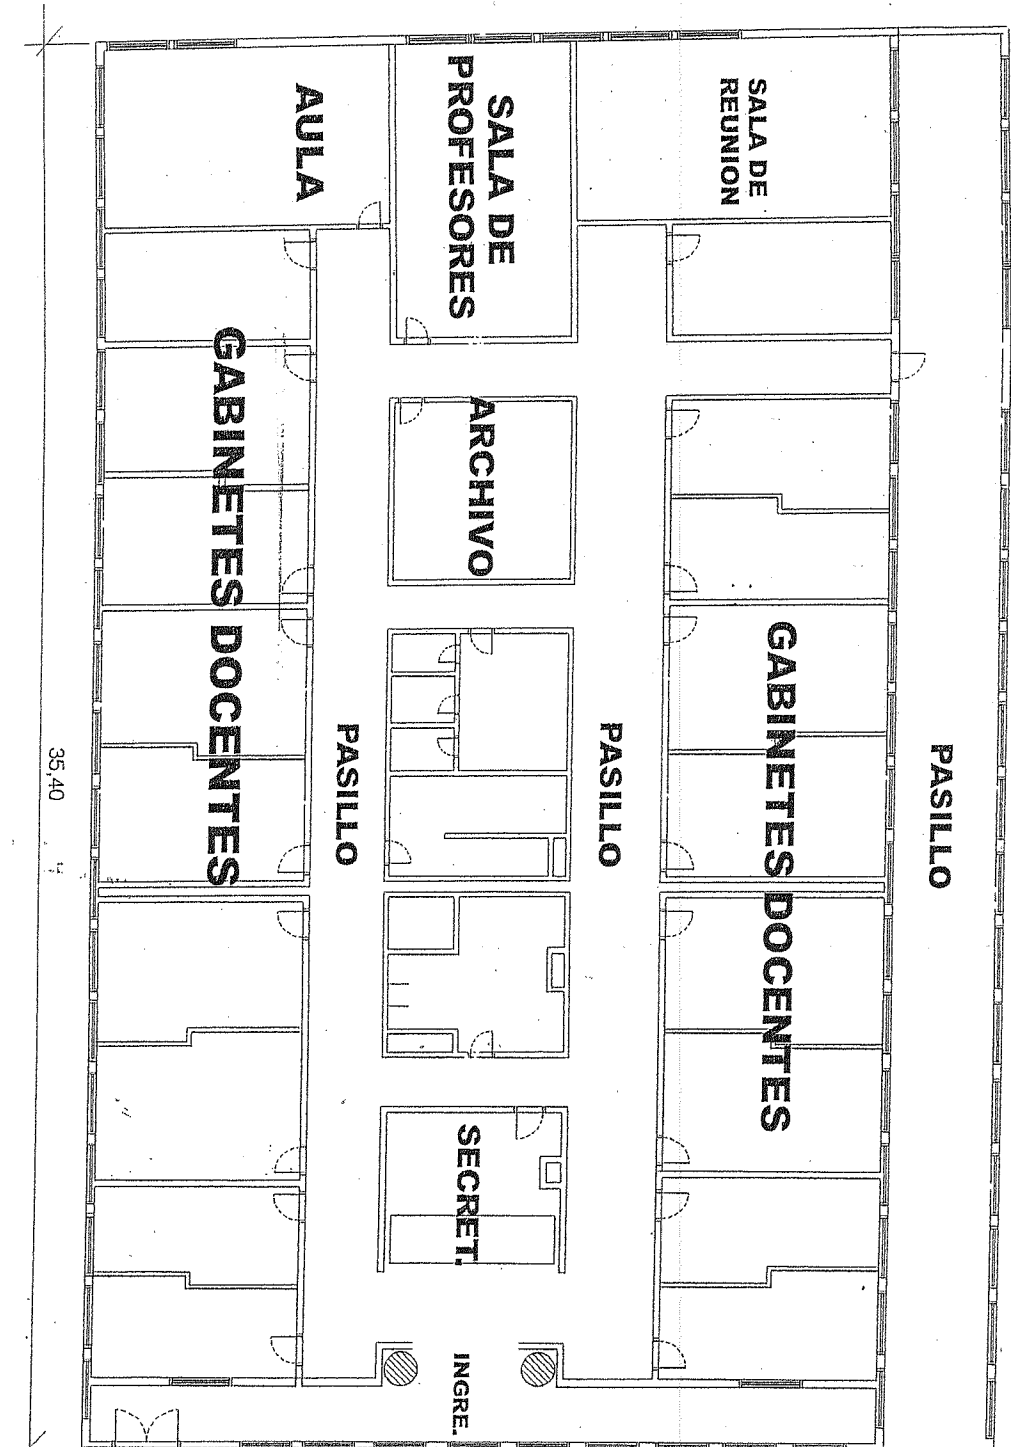 AULA
SALA DE
PROFESORES
SALA DE
REUNION
GABINETES DOCENTES
ARCHIVO
GABINETES DOCENTES
PASILLO
PASILLO
PASILLO
35,40
SECRET.
INGRE.